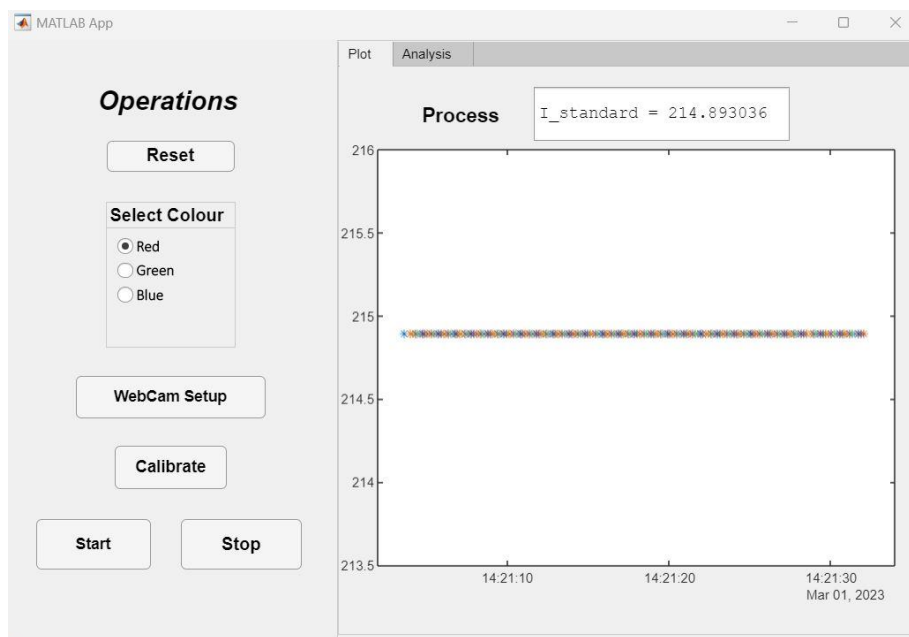 MATLAB App
Operations
Reset
Select Colour
Red
Green
Blue
WebCam Setup
Calibrate
Start Stop
Plot Analysis
Process I_standard = 214.893036
216
215.5
215
214.5
214
213.5
14:21:10 14:21:20 14:21:30
Mar 01, 2023